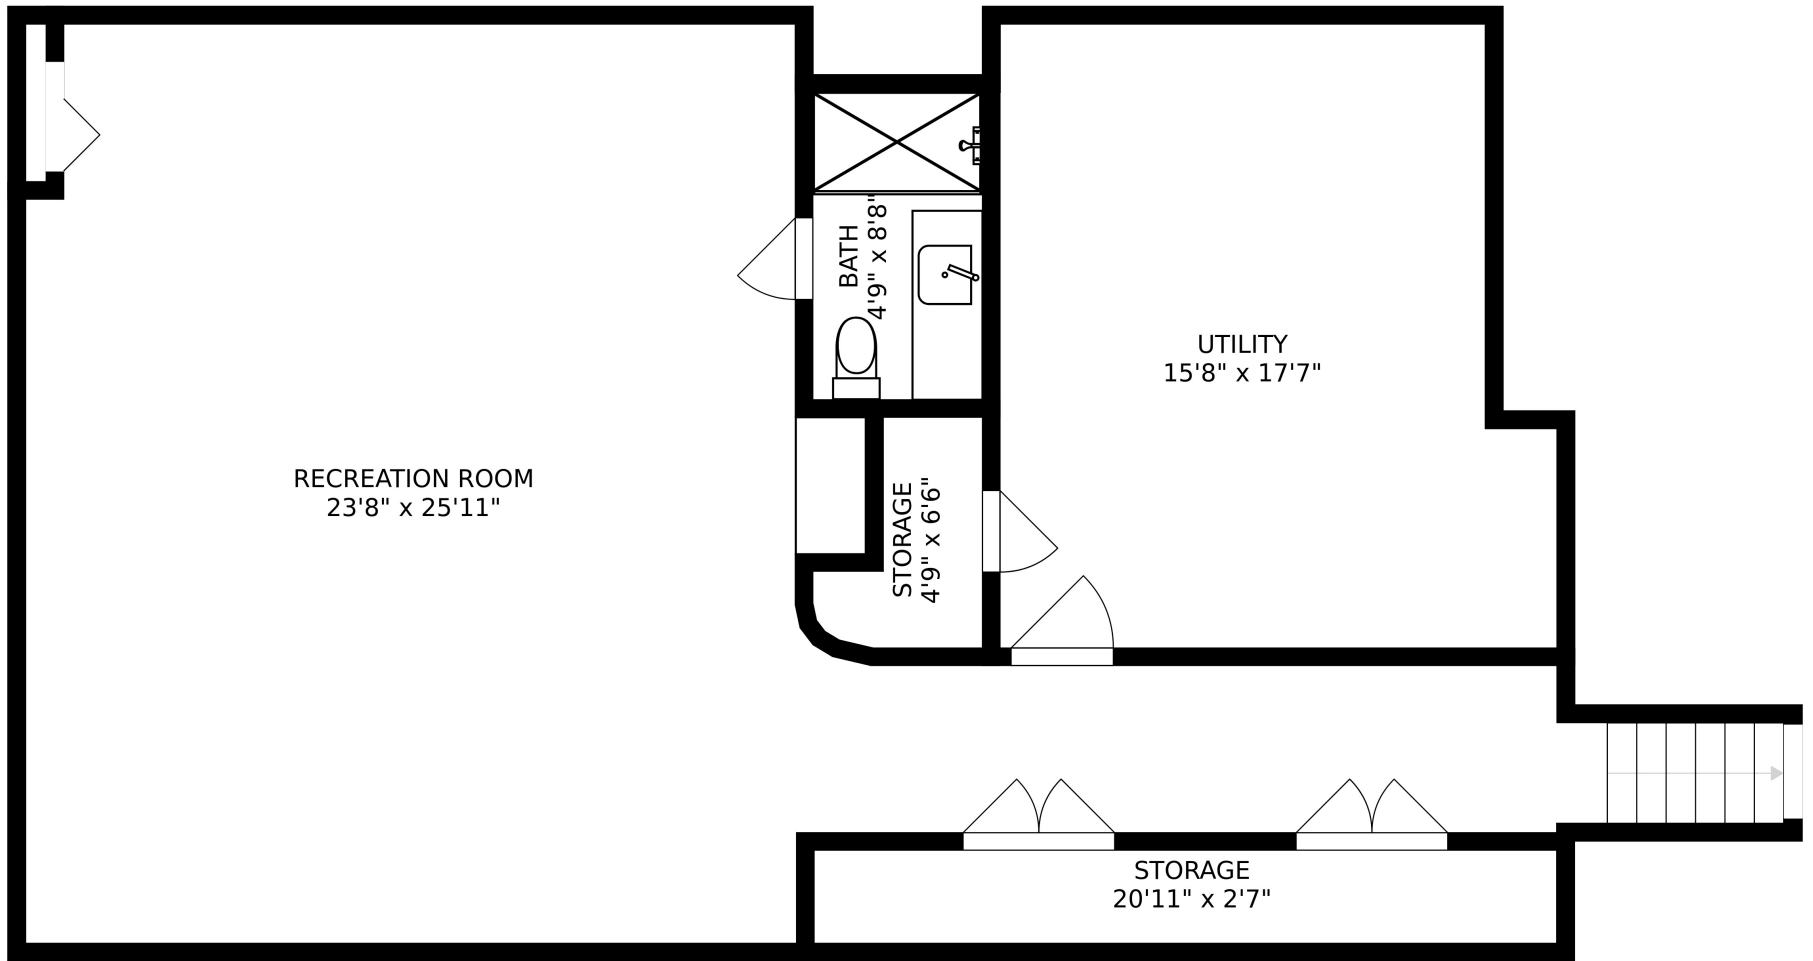 BATH
4'9" x 8'8"
UTILITY
15'8" x 17'7"
RECREATION ROOM
23'8" x 25'11"
STORAGE
4'9" x 6'6"
STORAGE
20'11" x 2'7"